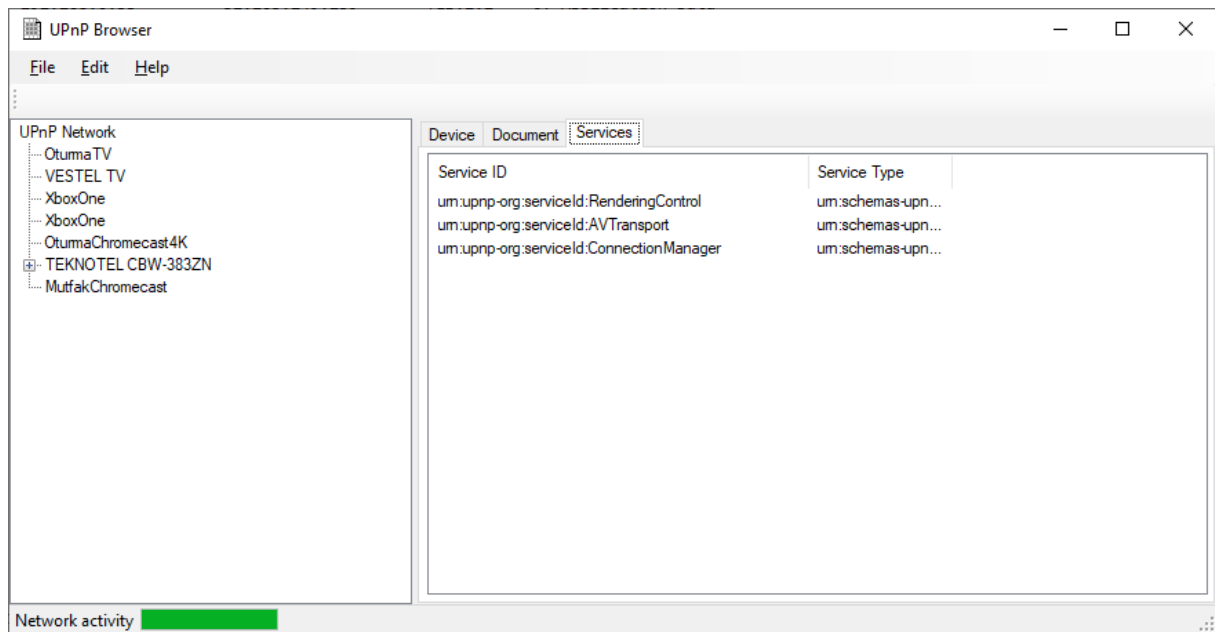 UPnP Browser
File Edit Help
UPnP Network
OturmaTV
VESTEL TV
XboxOne
XboxOne
OturmaChromecast4K
TEKNOTEL CBW-383ZN
MutfakChromecast
Device Document Services
Service ID Service Type
urn:upnp-org:serviceId:RenderingControl urn:schemas-upn...
urn:upnp-org:serviceId:AVTransport urn:schemas-upn...
urn:upnp-org:serviceId:ConnectionManager urn:schemas-upn...
Network activity